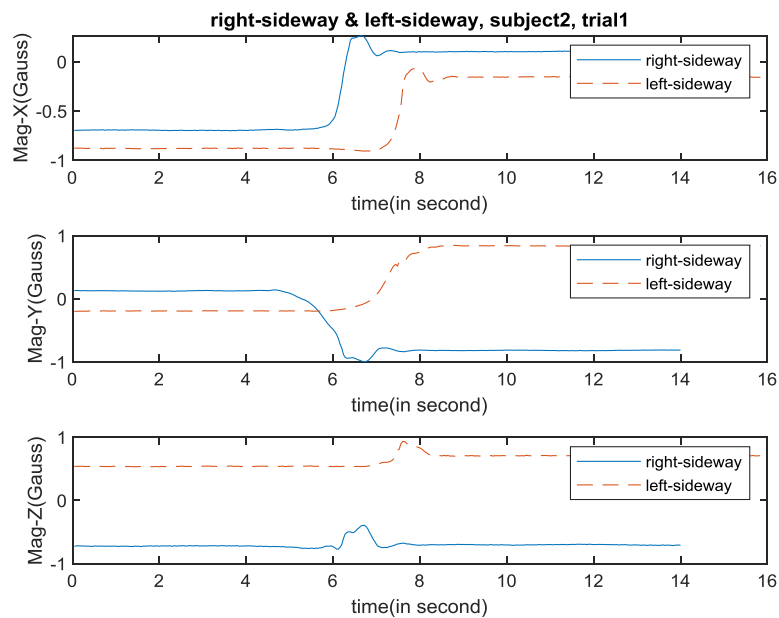 right-sideway & left-sideway, subject2, trial1
Mag-X(Gauss)
0
-0.5
-1
right-sideway
left-sideway
0 2 4 6 8 10 12 14 16
time(in second)
Mag-Y(Gauss)
1
0
-1
right-sideway
left-sideway
0 2 4 6 8 10 12 14 16
time(in second)
Mag-Z(Gauss)
1
0
-1
right-sideway
left-sideway
0 2 4 6 8 10 12 14 16
time(in second)